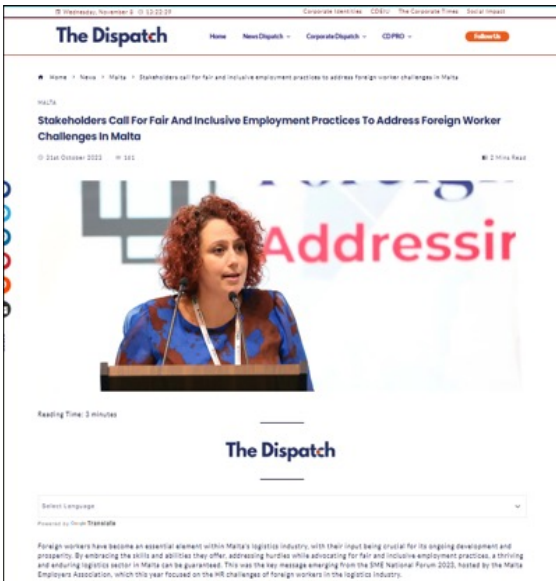 Wednesday, November 8 12:22:29 Corporate Identities CDEIU The Corporate Times Social Impact
The Dispatch Home News Dispatch Corporate Dispatch CDPRO Follow Us
Home > News > Malta > Stakeholders call for fair and inclusive employment practices to address foreign worker challenges in Malta
MALTA
Stakeholders Call For Fair And Inclusive Employment Practices To Address Foreign Worker
Challenges In Malta
31st October 2023 161 2 Mins Read
Foreign
Addressin
Reading Time: 3 minutes
The Dispatch
Select Language
Powered by Google Translate
Foreign workers have become an essential element within Malta's logistics industry, with their input being crucial for its ongoing development and
prosperity. By embracing the skills and abilities they offer, addressing hurdles while advocating for fair and inclusive employment practices, a thriving
and enduring logistics sector in Malta can be guaranteed. This was the key message emerging from the SME National Forum 2023, hosted by the Malta
Employers Association, which this year focused on the HR challenges of foreign workers in the logistics industry.